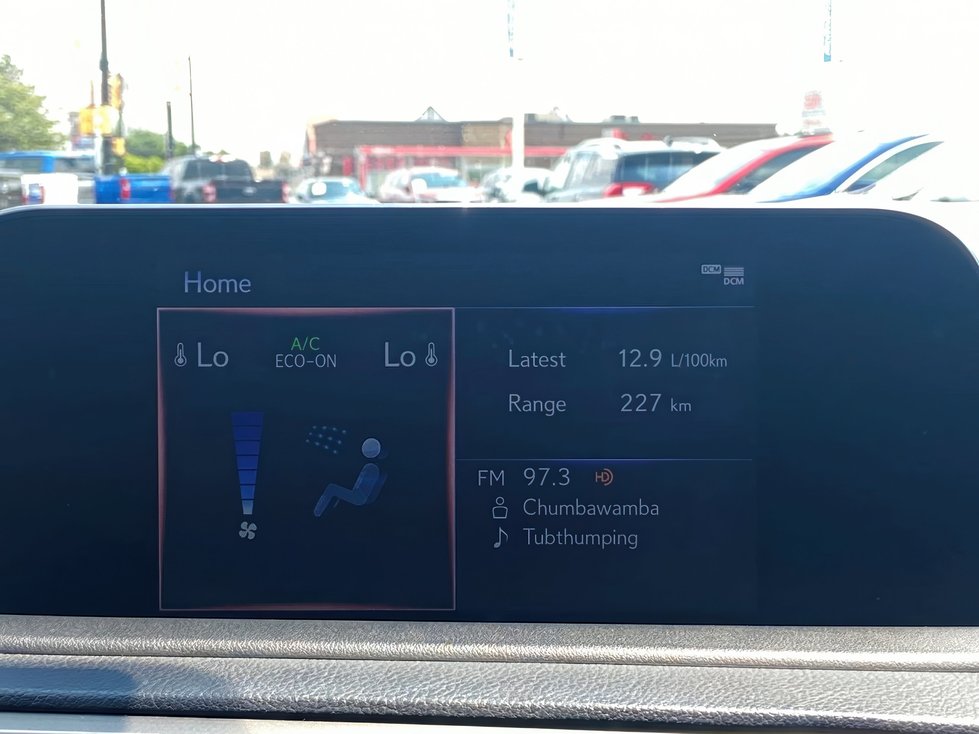 Home
DCM
DCM
Lo
A/C
ECO-ON
Lo
Latest 12.9 L/100km
Range 227 km
FM 97.3 HD
Chumbawamba
Tubthumping